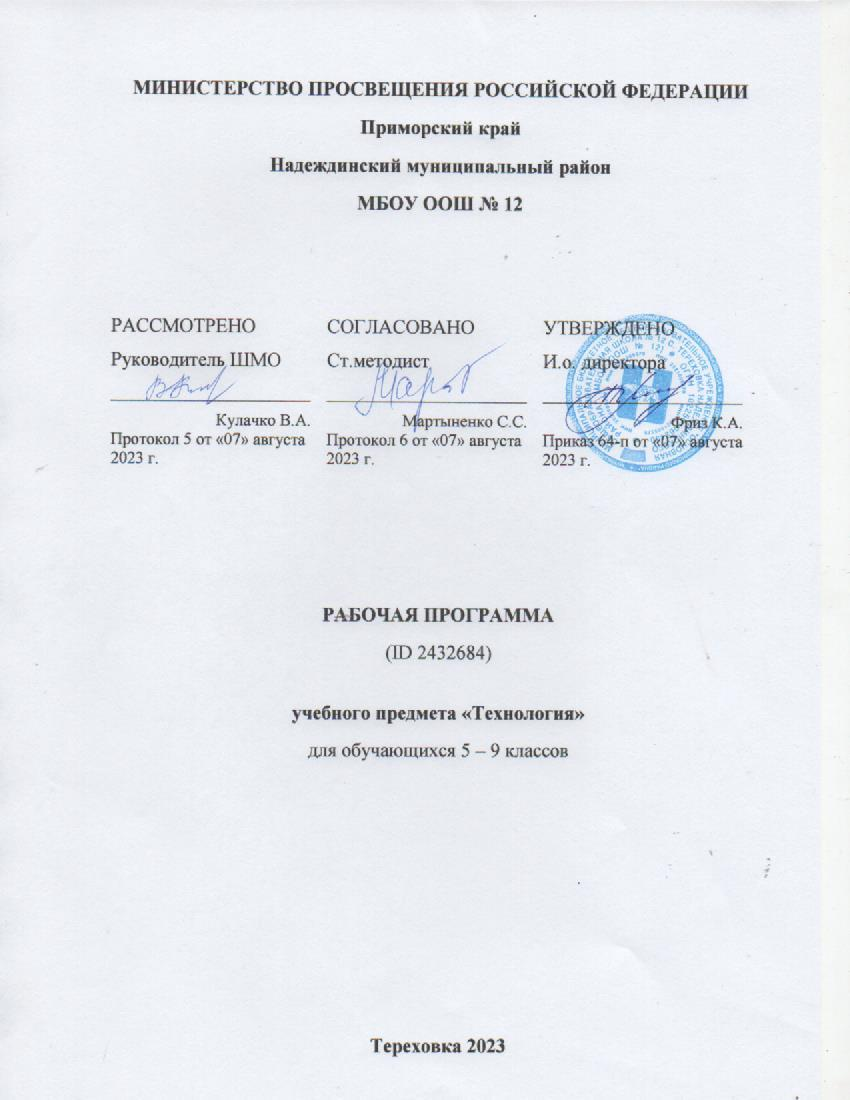 МИНИСТЕРСТВО ПРОСВЕЩЕНИЯ РОССИЙСКОЙ ФЕДЕРАЦИИ
Приморский край
Надеждинский муниципальный район
МБОУ ООШ № 12
РАССМОТРЕНО
Руководитель ШМО
Кулачко В.А.
Протокол 5 от «07» августа
2023 г.
СОГЛАСОВАНО
Ст.методист
Мартыненко С.С.
Протокол 6 от «07» августа
2023 г.
УТВЕРЖДЕНО
И.о. директора
Фриз К.А.
Приказ 64-п от «07» августа
2023 г.
РАБОЧАЯ ПРОГРАММА
(ID 2432684)
учебного предмета «Технология»
для обучающихся 5 – 9 классов
Тереховка 2023